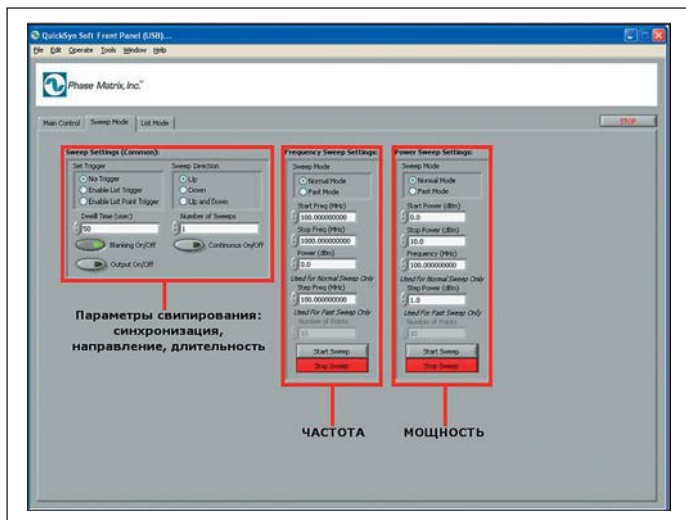 QuickSyn Soft Front Panel (USB)...
File Edit Operate Tools Window Help
Phase Matrix, Inc.™
Main Control Sweep Mode List Mode
STOP
Sweep Settings (Common):
Set Trigger
No Trigger
Enable List Trigger
Enable List Point Trigger
Dwell Time (usec)
50
Blanking On/Off
Output On/Off
Sweep Direction
Up
Down
Up and Down
Number of Sweeps
1
Continuous On/Off
Frequency Sweep Settings:
Sweep Mode
Normal Mode
Fast Mode
Start Freq (MHz)
100.000000000
Stop Freq (MHz)
1000.000000000
Power (dBm)
0.0
Used for Normal Sweep Only
Step Freq (MHz)
100.000000000
Used For Fast Sweep Only
Number of Points
10
Start Sweep
Stop Sweep
Power Sweep Settings:
Sweep Mode
Normal Mode
Fast Mode
Start Power (dBm)
0.0
Stop Power (dBm)
10.0
Frequency (MHz)
100.000000000
Used for Normal Sweep Only
Step Power (dBm)
1.0
Used For Fast Sweep Only
Number of Points
10
Start Sweep
Stop Sweep
Параметры свипирования:
синхронизация,
направление, длительность
ЧАСТОТА
МОЩНОСТЬ